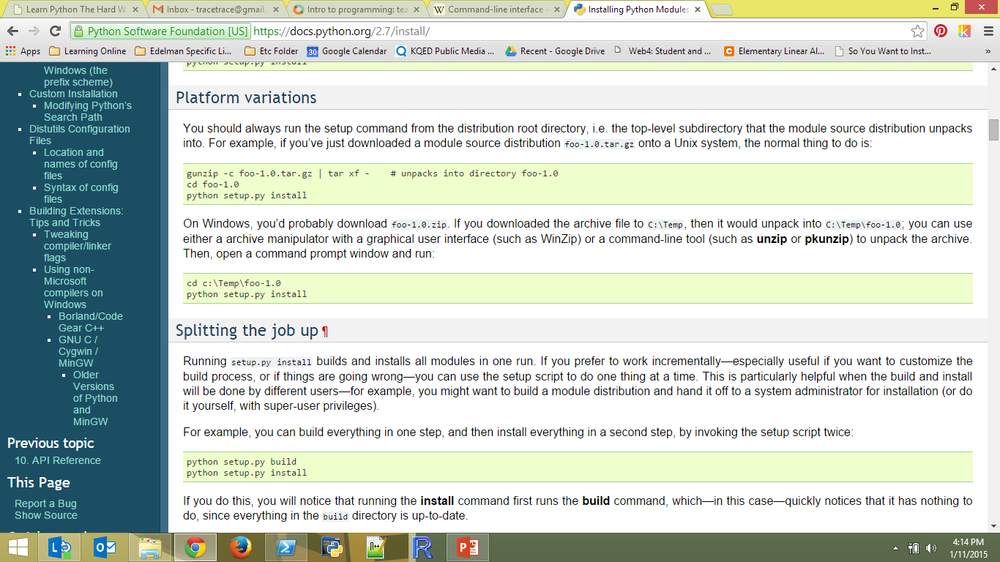 Learn Python The Hard W
Inbox - tracetrace@gmail.
Intro to programming: tea
Command-line interface -
Installing Python Modules
Python Software Foundation [US] https://docs.python.org/2.7/install/
Apps Learning Online Edelman Specific Li... Etc Folder 30 Google Calendar KQED Public Media ... Recent - Google Drive Web4: Student and ... Elementary Linear Al... So You Want to Inst... »
Windows (the
prefix scheme)
Custom Installation
Modifying Python's
Search Path
Distutils Configuration
Files
Location and
names of config
files
Syntax of config
files
Building Extensions:
Tips and Tricks
Tweaking
compiler/linker
flags
Using non-
Microsoft
compilers on
Windows
Borland/Code
Gear C++
GNU C /
Cygwin /
MinGW
Older
Versions
of Python
and
MinGW
Previous topic
10. API Reference
This Page
Report a Bug
Show Source
python setup.py install
Platform variations
You should always run the setup command from the distribution root directory, i.e. the top-level subdirectory that the module source distribution unpacks
into. For example, if you've just downloaded a module source distribution foo-1.0.tar.gz onto a Unix system, the normal thing to do is:
gunzip -c foo-1.0.tar.gz | tar xf -    # unpacks into directory foo-1.0
cd foo-1.0
python setup.py install
On Windows, you'd probably download foo-1.0.zip. If you downloaded the archive file to C:\Temp, then it would unpack into C:\Temp\foo-1.0; you can use
either a archive manipulator with a graphical user interface (such as WinZip) or a command-line tool (such as unzip or pkunzip) to unpack the archive.
Then, open a command prompt window and run:
cd c:\Temp\foo-1.0
python setup.py install
Splitting the job up ¶
Running setup.py install builds and installs all modules in one run. If you prefer to work incrementally—especially useful if you want to customize the
build process, or if things are going wrong—you can use the setup script to do one thing at a time. This is particularly helpful when the build and install
will be done by different users—for example, you might want to build a module distribution and hand it off to a system administrator for installation (or do
it yourself, with super-user privileges).
For example, you can build everything in one step, and then install everything in a second step, by invoking the setup script twice:
python setup.py build
python setup.py install
If you do this, you will notice that running the install command first runs the build command, which—in this case—quickly notices that it has nothing to
do, since everything in the build directory is up-to-date.
4:14 PM
1/11/2015